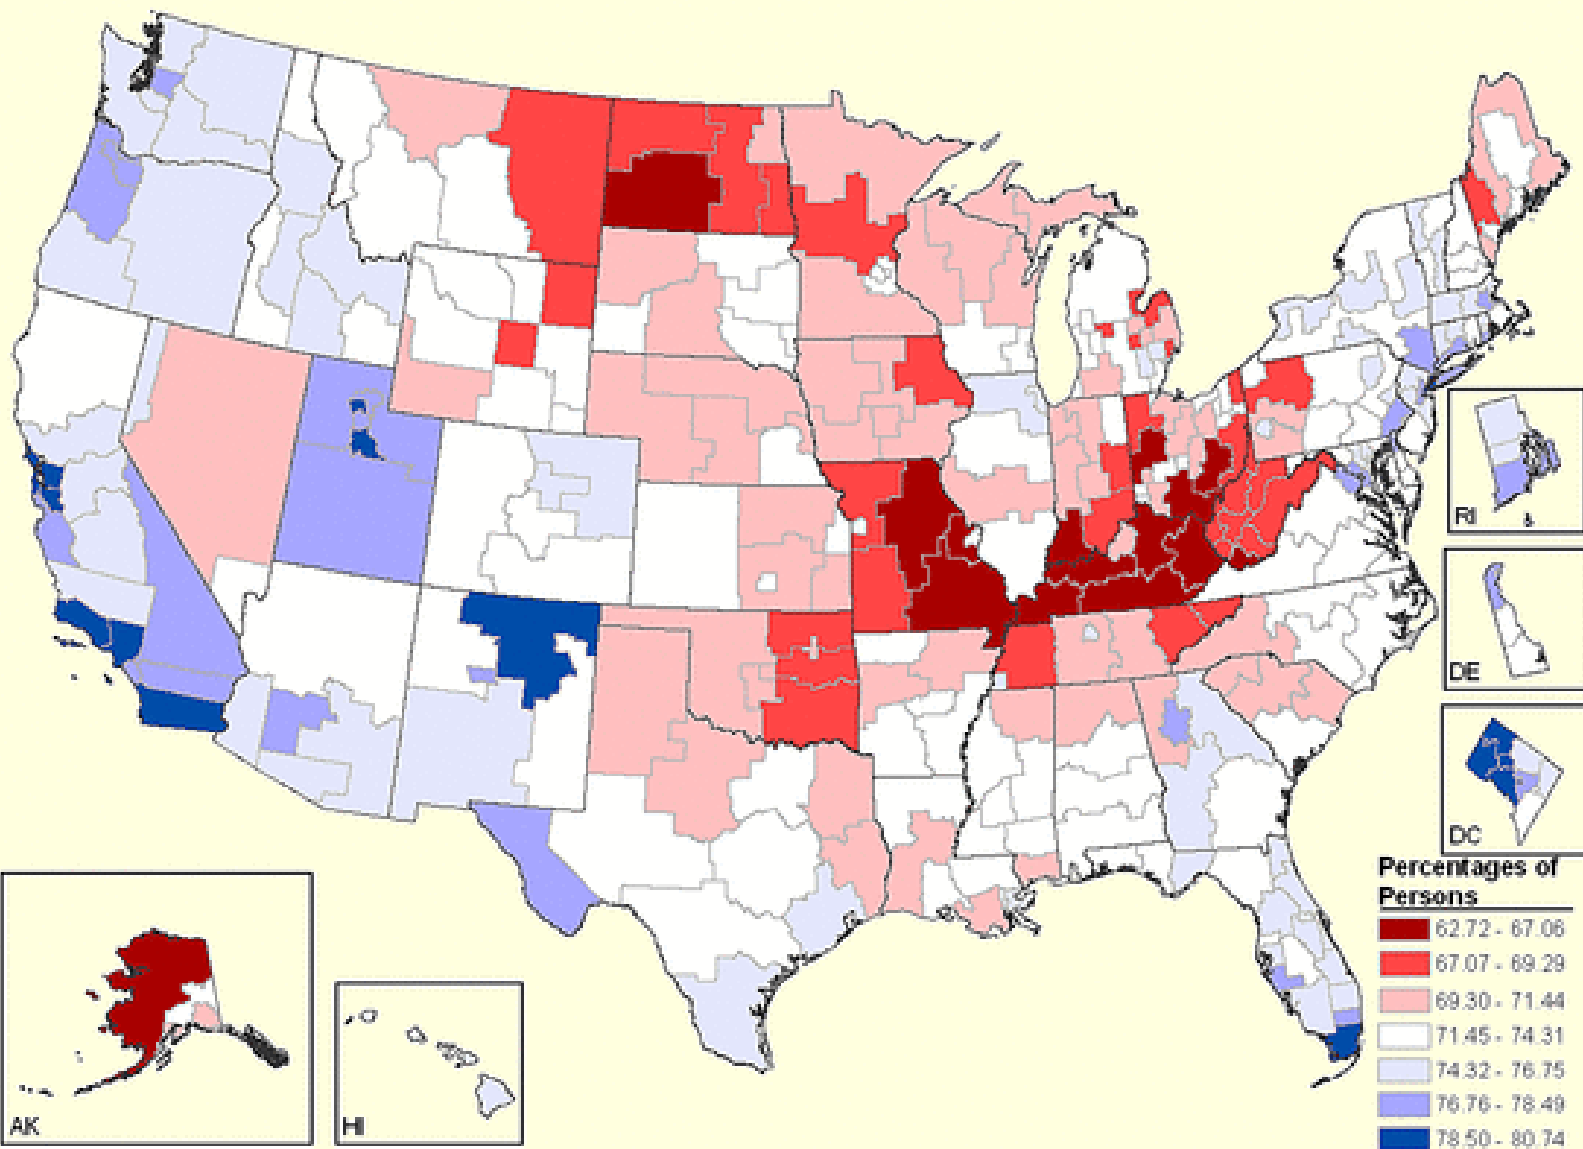 RI
DE
DC
Percentages of
Persons
62.72 - 67.06
67.07 - 69.29
69.30 - 71.44
71.45 - 74.31
74.32 - 76.75
76.76 - 78.49
78.50 - 80.74
AK
HI